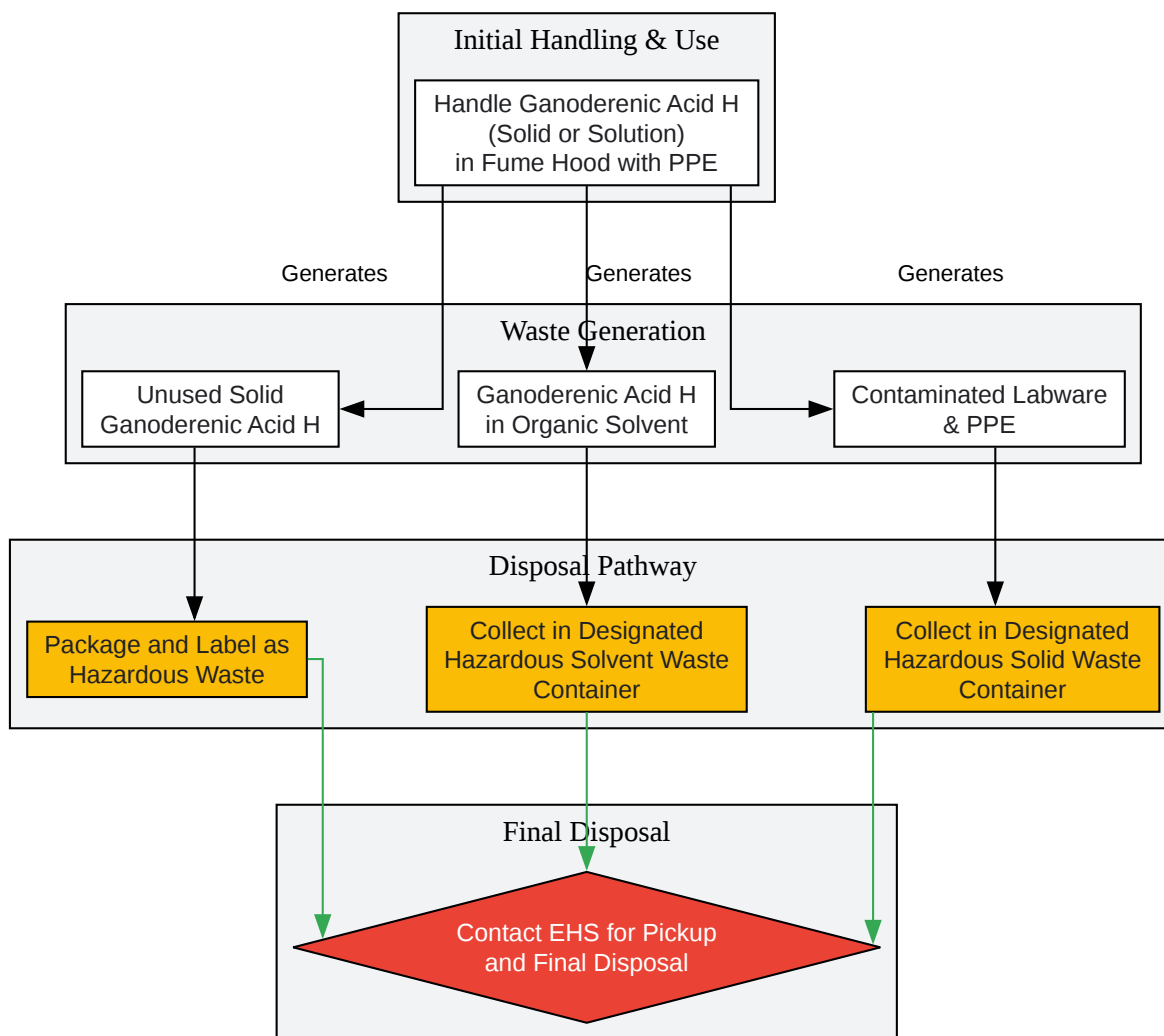 Initial Handling & Use
Handle Ganoderenic Acid H
(Solid or Solution)
in Fume Hood with PPE
Generates
Generates
Generates
Waste Generation
Unused Solid
Ganoderenic Acid H
Ganoderenic Acid H
in Organic Solvent
Contaminated Labware
& PPE
Disposal Pathway
Package and Label as
Hazardous Waste
Collect in Designated
Hazardous Solvent Waste
Container
Collect in Designated
Hazardous Solid Waste
Container
Final Disposal
Contact EHS for Pickup
and Final Disposal